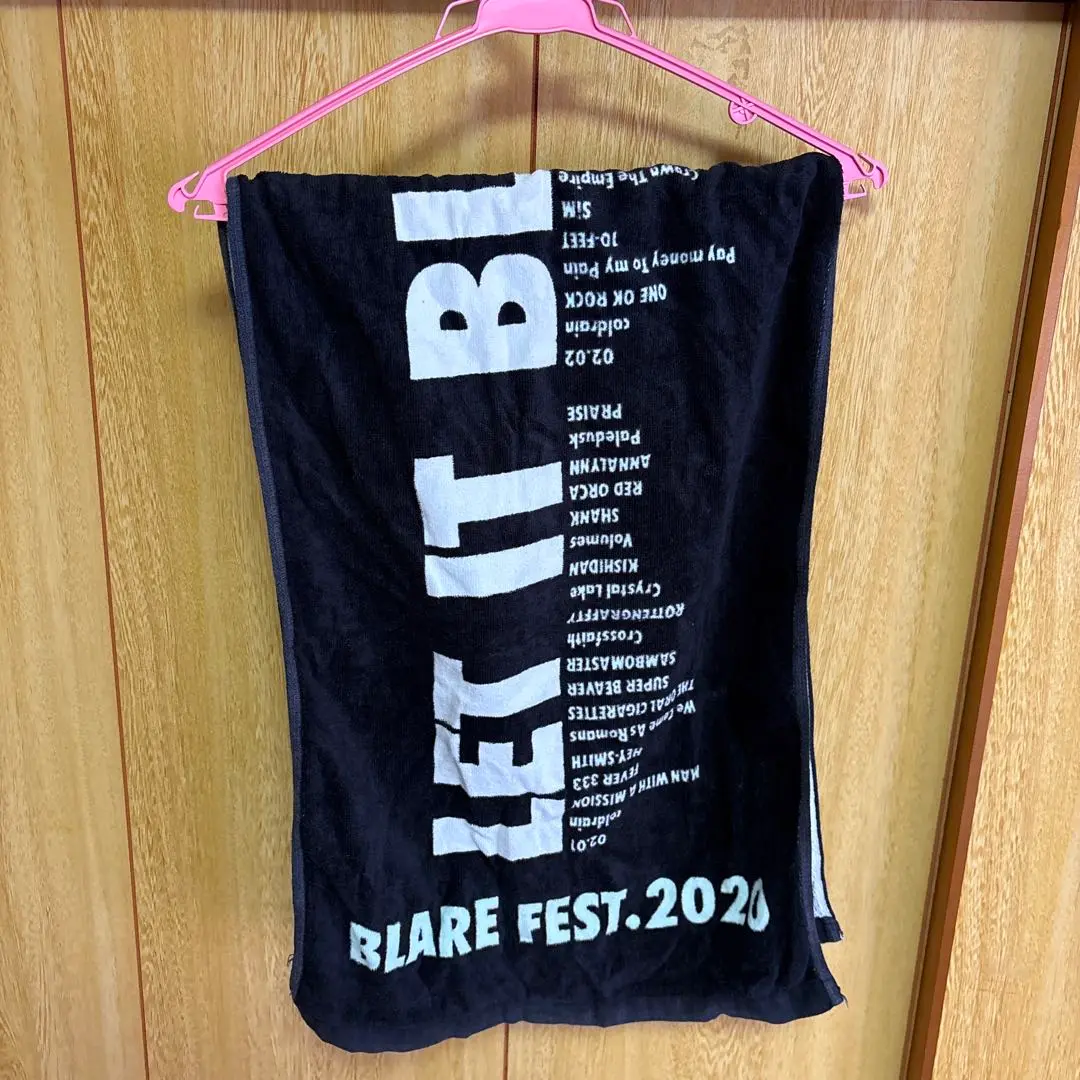 LET IT BL
02.01
coldrain
MAN WITH A MISSION
FEVER 333
HEY-SMITH
We Came As Romans
THE ORAL CIGARETTES
SUPER BEAVER
SAMBOMASTER
Crossfaith
ROTTENGRAFFTY
Crystal Lake
KISHIDAN
Volumes
SHANK
RED ORCA
ANNALYNN
Paledusk
PRAISE
02.02
coldrain
ONE OK ROCK
Pay money To my Pain
10-FEET
SiM
Crown The Empire
BLARE FEST.2020